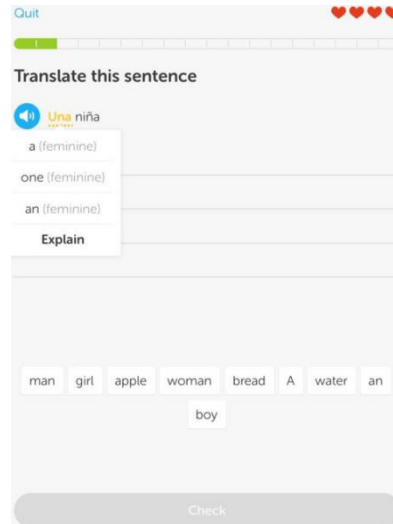 Quit
Translate this sentence
Una niña
a (feminine)
one (feminine)
an (feminine)
Explain
man girl apple woman bread A water an
boy
Check